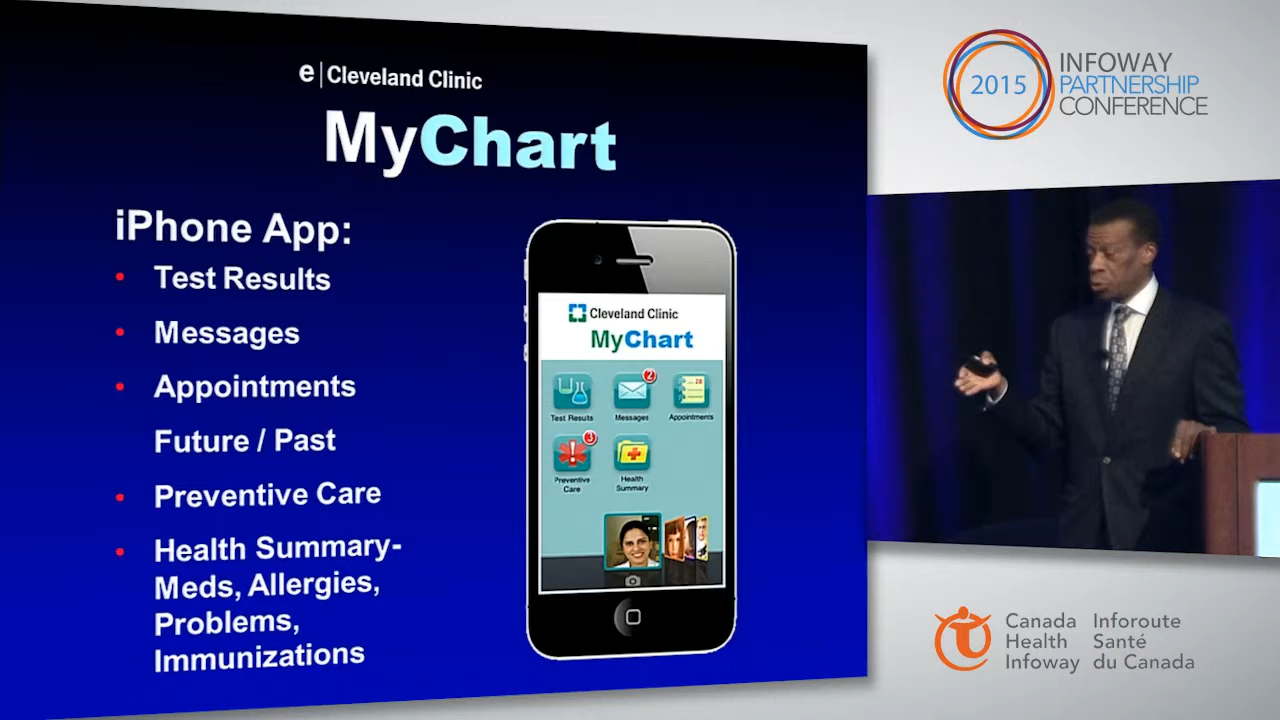 e | Cleveland Clinic
MyChart
iPhone App:
• Test Results
• Messages
• Appointments
Future / Past
• Preventive Care
• Health Summary-
Meds, Allergies,
Problems,
Immunizations
Cleveland Clinic
MyChart
2
28
Test Results
Messages
Appointments
3
Preventive
Care
Health
Summary
2015
INFOWAY
PARTNERSHIP
CONFERENCE
Canada
Health
Infoway
Inforoute
Santé
du Canada